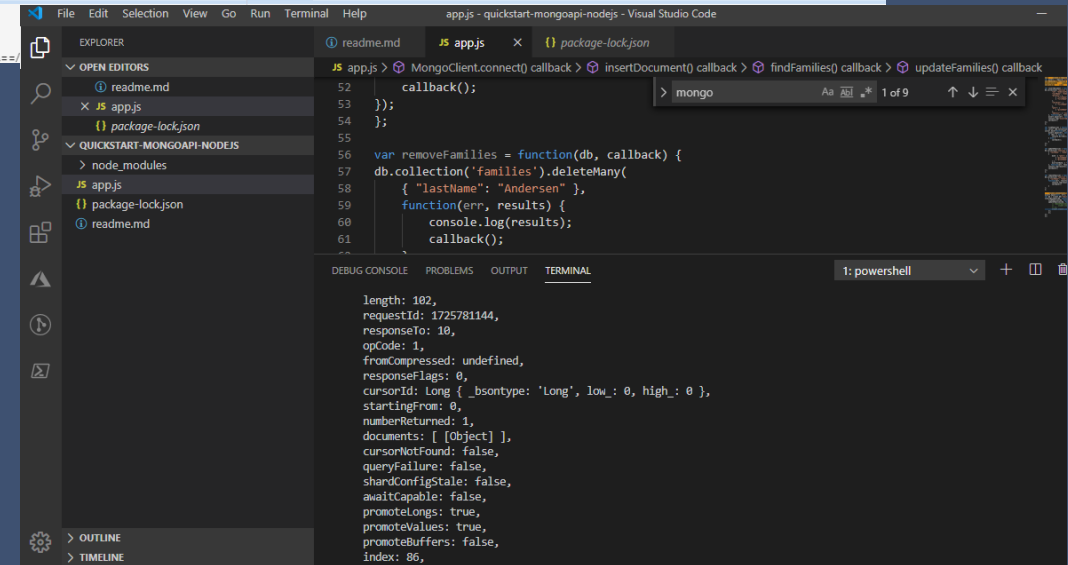 File Edit Selection View Go Run Terminal Help app.js - quickstart-mongoapi-nodejs - Visual Studio Code
==/
EXPLORER
OPEN EDITORS
readme.md
JS app.js
{} package-lock.json
QUICKSTART-MONGOAPI-NODEJS
node_modules
JS app.js
{} package-lock.json
readme.md
OUTLINE
TIMELINE
readme.md JS app.js {} package-lock.json
JS app.js > MongoClient.connect() callback > insertDocument() callback > findFamilies() callback > updateFamilies() callback
mongo Aa Abl .* 1 of 9
52 callback();
53 });
54 };
55
56 var removeFamilies = function(db, callback) {
57 db.collection('families').deleteMany(
58 { "lastName": "Andersen" },
59 function(err, results) {
60 console.log(results);
61 callback();
DEBUG CONSOLE PROBLEMS OUTPUT TERMINAL 1: powershell
length: 102,
requestId: 1725781144,
responseTo: 10,
opCode: 1,
fromCompressed: undefined,
responseFlags: 0,
cursorId: Long { _bsontype: 'Long', low_: 0, high_: 0 },
startingFrom: 0,
numberReturned: 1,
documents: [ [Object] ],
cursorNotFound: false,
queryFailure: false,
shardConfigStale: false,
awaitCapable: false,
promoteLongs: true,
promoteValues: true,
promoteBuffers: false,
index: 86,